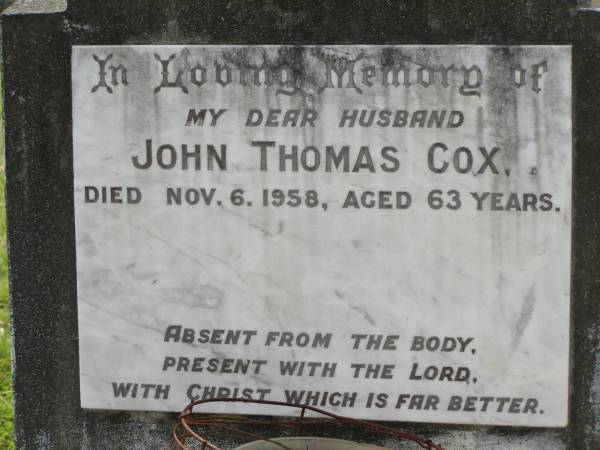 In Loving Memory of
MY DEAR HUSBAND
JOHN THOMAS COX,
DIED NOV. 6. 1958, AGED 63 YEARS.
ABSENT FROM THE BODY,
PRESENT WITH THE LORD,
WITH CHRIST WHICH IS FAR BETTER.